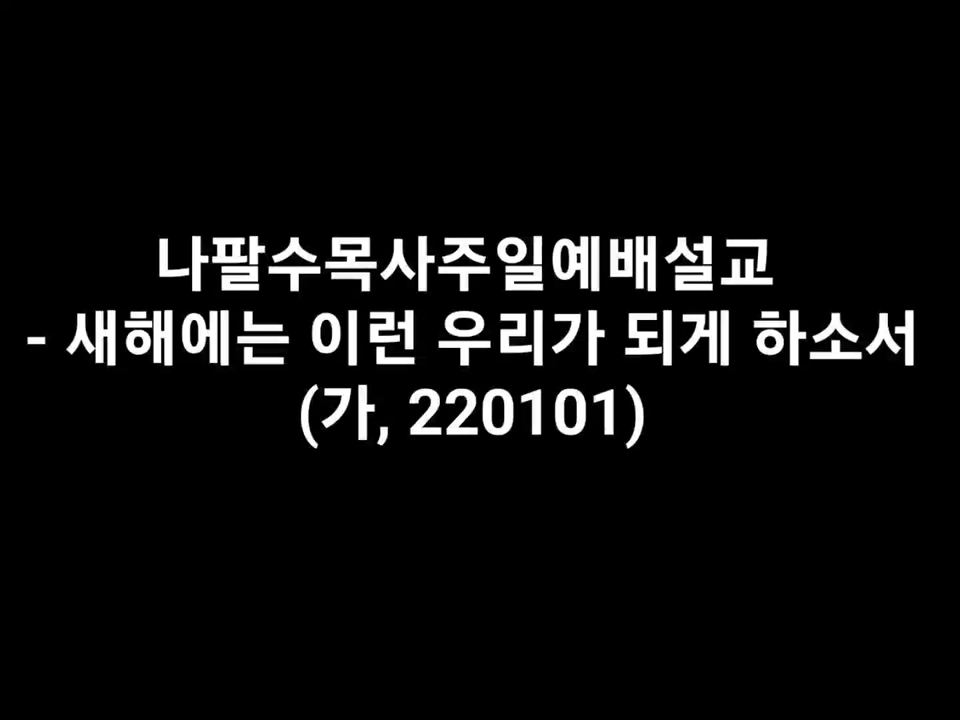 나팔수목사주일예배설교
- 새해에는 이런 우리가 되게 하소서
(가, 220101)